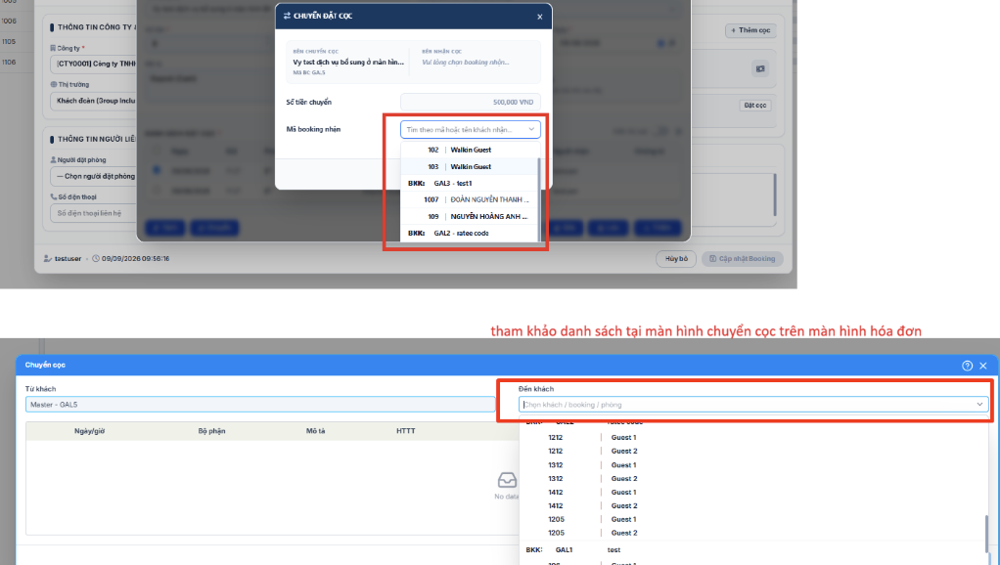 1006
1105
1106
THÔNG TIN CÔNG TY /
Công ty *
[CTY0001] Công ty TNHH
Thị trường
Khách đoàn (Group Inclu
THÔNG TIN NGƯỜI LIÊ
Người đặt phòng
— Chọn người đặt phòng
Số điện thoại
Số điện thoại liên hệ
testuser · 09/09/2026 09:56:16
+ Thêm cọc
Đặt cọc
Hủy bỏ
Cập nhật Booking
CHUYỂN ĐẶT CỌC
x
BÊN CHUYỂN CỌC
Vy test dịch vụ bổ sung ở màn hìn...
Mã BC GAL5
BÊN NHẬN CỌC
Vui lòng chọn booking nhận...
Số tiền chuyển
500,000 VND
Mã booking nhận
Tìm theo mã hoặc tên khách nhận...
102 | Walkin Guest
103 | Walkin Guest
BKK: GAL3 - test1
1007 | ĐOÀN NGUYỄN THANH ...
109 | NGUYỄN HOÀNG ANH ...
BKK: GAL2 - ratee code
tham khảo danh sách tại màn hình chuyển cọc trên màn hình hóa đơn
Chuyển cọc
Từ khách
Master - GAL5
Ngày/giờ Bộ phận Mô tả HTTT
No data
Đến khách
Chọn khách / booking / phòng
BKK: GAL2 ratee code
1212 | Guest 1
1212 | Guest 2
1312 | Guest 1
1312 | Guest 2
1412 | Guest 1
1412 | Guest 2
1205 | Guest 1
1205 | Guest 2
BKK: GAL1 test
106 | Guest 1